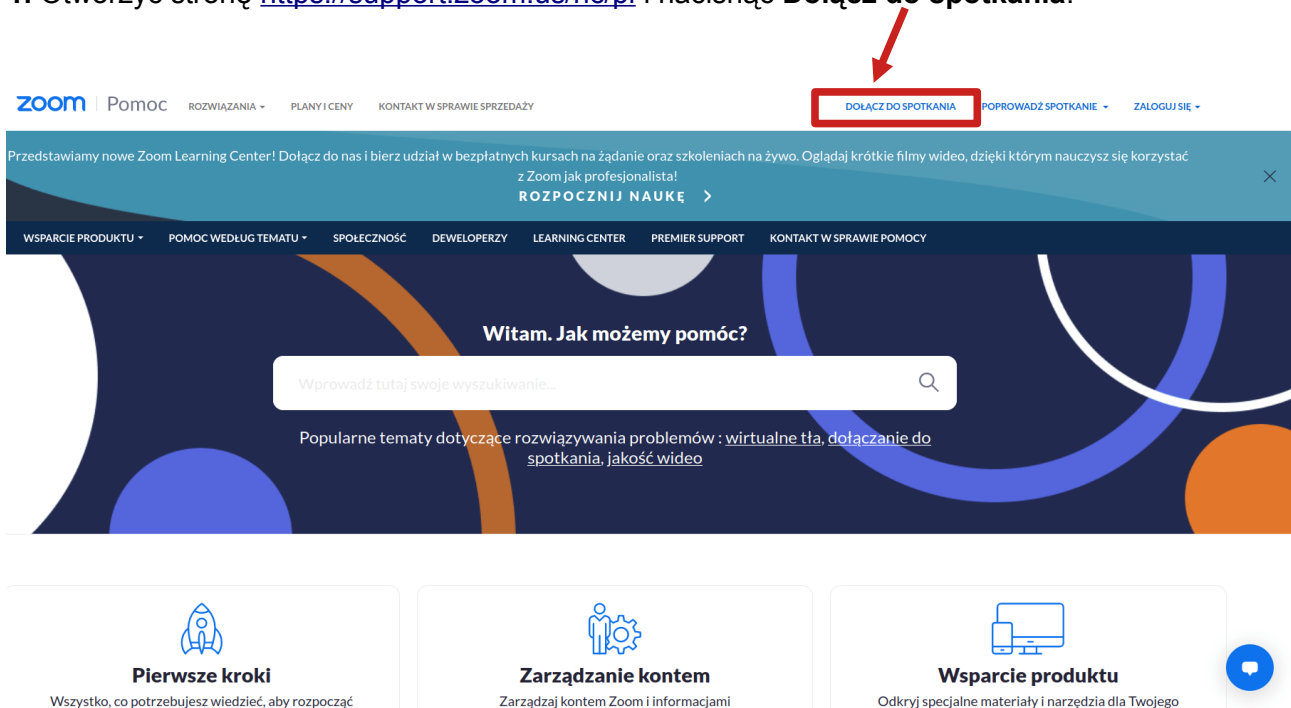 1. Otworzyć stronę https://support.zoom.us/hc/pl i nacisnąć Dołącz do spotkania.
zoom Pomoc ROZWIĄZANIA PLANY I CENY KONTAKT W SPRAWIE SPRZEDAŻY DOŁĄCZ DO SPOTKANIA POPROWADŹ SPOTKANIE ZALOGUJ SIĘ
Przedstawiamy nowe Zoom Learning Center! Dołącz do nas i bierz udział w bezpłatnych kursach na żądanie oraz szkoleniach na żywo. Oglądaj krótkie filmy wideo, dzięki którym nauczysz się korzystać
z Zoom jak profesjonalista!
ROZPOCZNIJ NAUKĘ
WSPARCIE PRODUKTU POMOC WEDŁUG TEMATU SPOŁECZNOŚĆ DEWELOPERZY LEARNING CENTER PREMIER SUPPORT KONTAKT W SPRAWIE POMOCY
Witam. Jak możemy pomóc?
Wprowadź tutaj swoje wyszukiwanie...
Popularne tematy dotyczące rozwiązywania problemów : wirtualne tła, dołączanie do
spotkania, jakość wideo
Pierwsze kroki
Wszystko, co potrzebujesz wiedzieć, aby rozpocząć
Zarządzanie kontem
Zarządzaj kontem Zoom i informacjami
Wsparcie produktu
Odkryj specjalne materiały i narzędzia dla Twojego